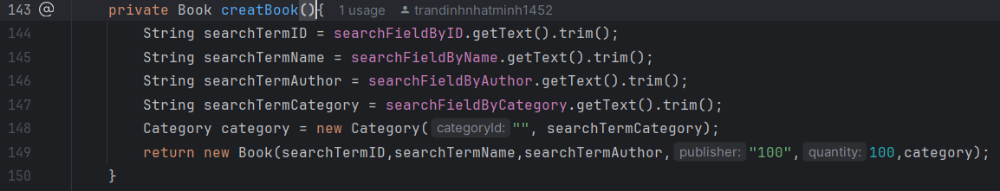 143 @ private Book creatBook(){ 1 usage trandinhnhatminh1452
144 String searchTermID = searchFieldByID.getText().trim();
145 String searchTermName = searchFieldByName.getText().trim();
146 String searchTermAuthor = searchFieldByAuthor.getText().trim();
147 String searchTermCategory = searchFieldByCategory.getText().trim();
148 Category category = new Category( categoryId: "", searchTermCategory);
149 return new Book(searchTermID,searchTermName,searchTermAuthor, publisher: "100", quantity: 100,category);
150 }